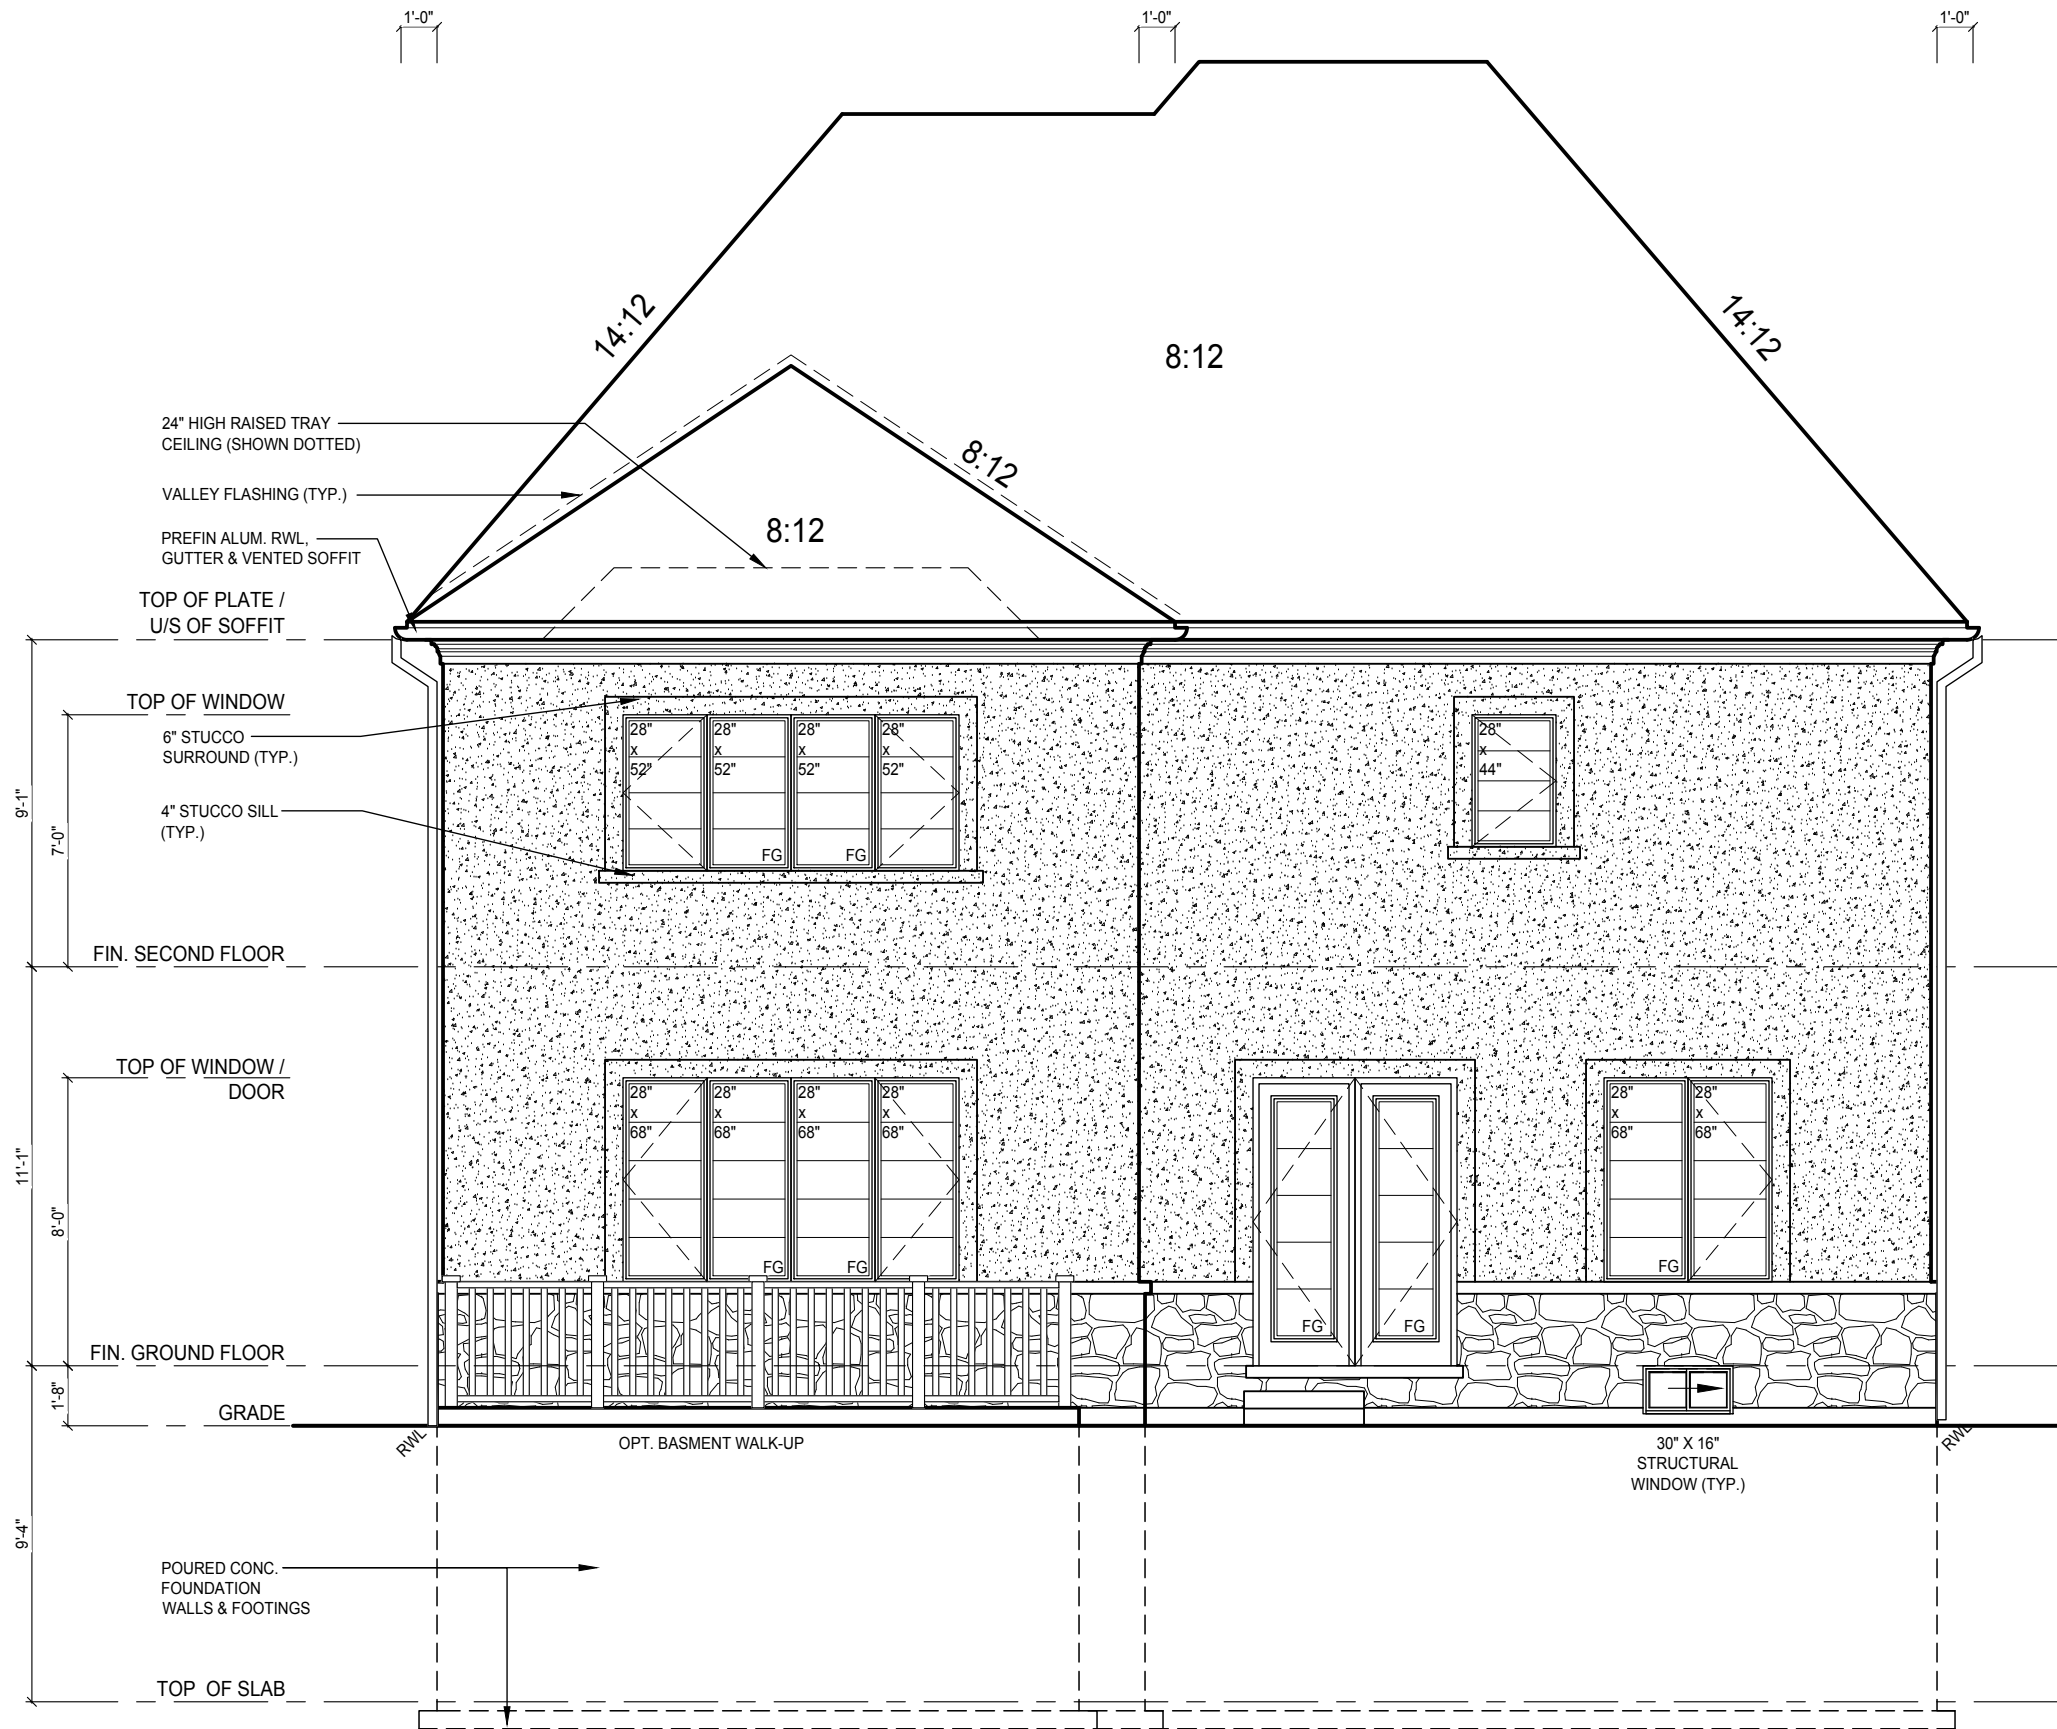 1'-0"
1'-0"
1'-0"
14:12
14:12
8:12
8:12
8:12
24" HIGH RAISED TRAY
CEILING (SHOWN DOTTED)
VALLEY FLASHING (TYP.)
PREFIN ALUM. RWL,
GUTTER & VENTED SOFFIT
TOP OF PLATE /
U/S OF SOFFIT
TOP OF WINDOW
6" STUCCO
SURROUND (TYP.)
4" STUCCO SILL
(TYP.)
9'-1"
7'-0"
28"
x
52"
28"
x
52"
FG
28"
x
52"
FG
28"
x
52"
28"
x
44"
FIN. SECOND FLOOR
TOP OF WINDOW /
DOOR
11'-1"
8'-0"
28"
x
68"
28"
x
68"
FG
28"
x
68"
FG
28"
x
68"
FG
FG
28"
x
68"
FG
28"
x
68"
FIN. GROUND FLOOR
1'-8"
GRADE
RWL
OPT. BASMENT WALK-UP
30" X 16"
STRUCTURAL
WINDOW (TYP.)
RWL
9'-4"
POURED CONC.
FOUNDATION
WALLS & FOOTINGS
TOP OF SLAB